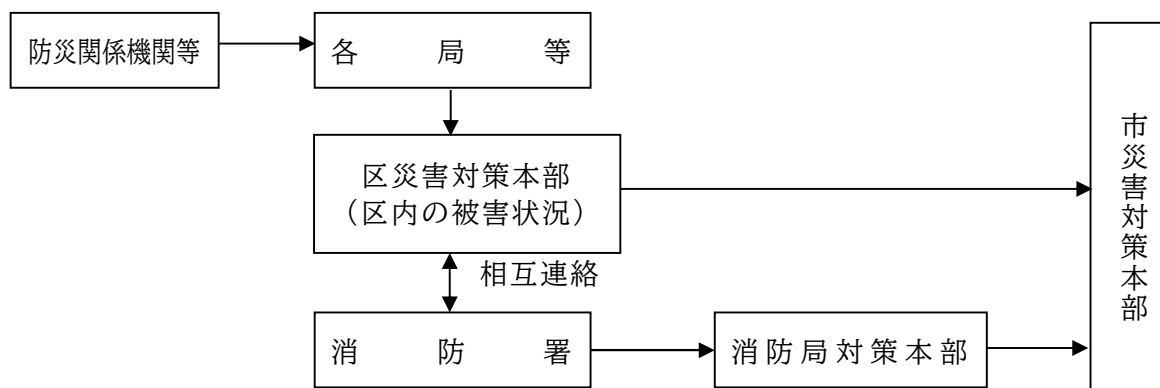 防災関係機関等
各局等
区災害対策本部
（区内の被害状況）
相互連絡
消防署
消防局対策本部
市災害対策本部